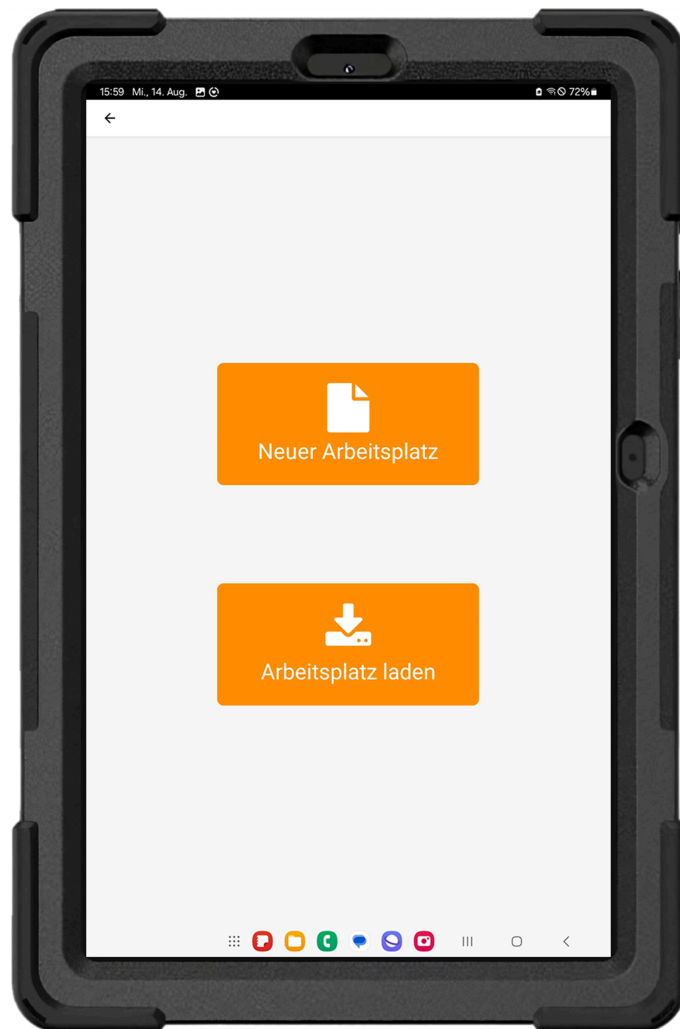 15:59 Mi., 14. Aug.
72%
Neuer Arbeitsplatz
Arbeitsplatz laden